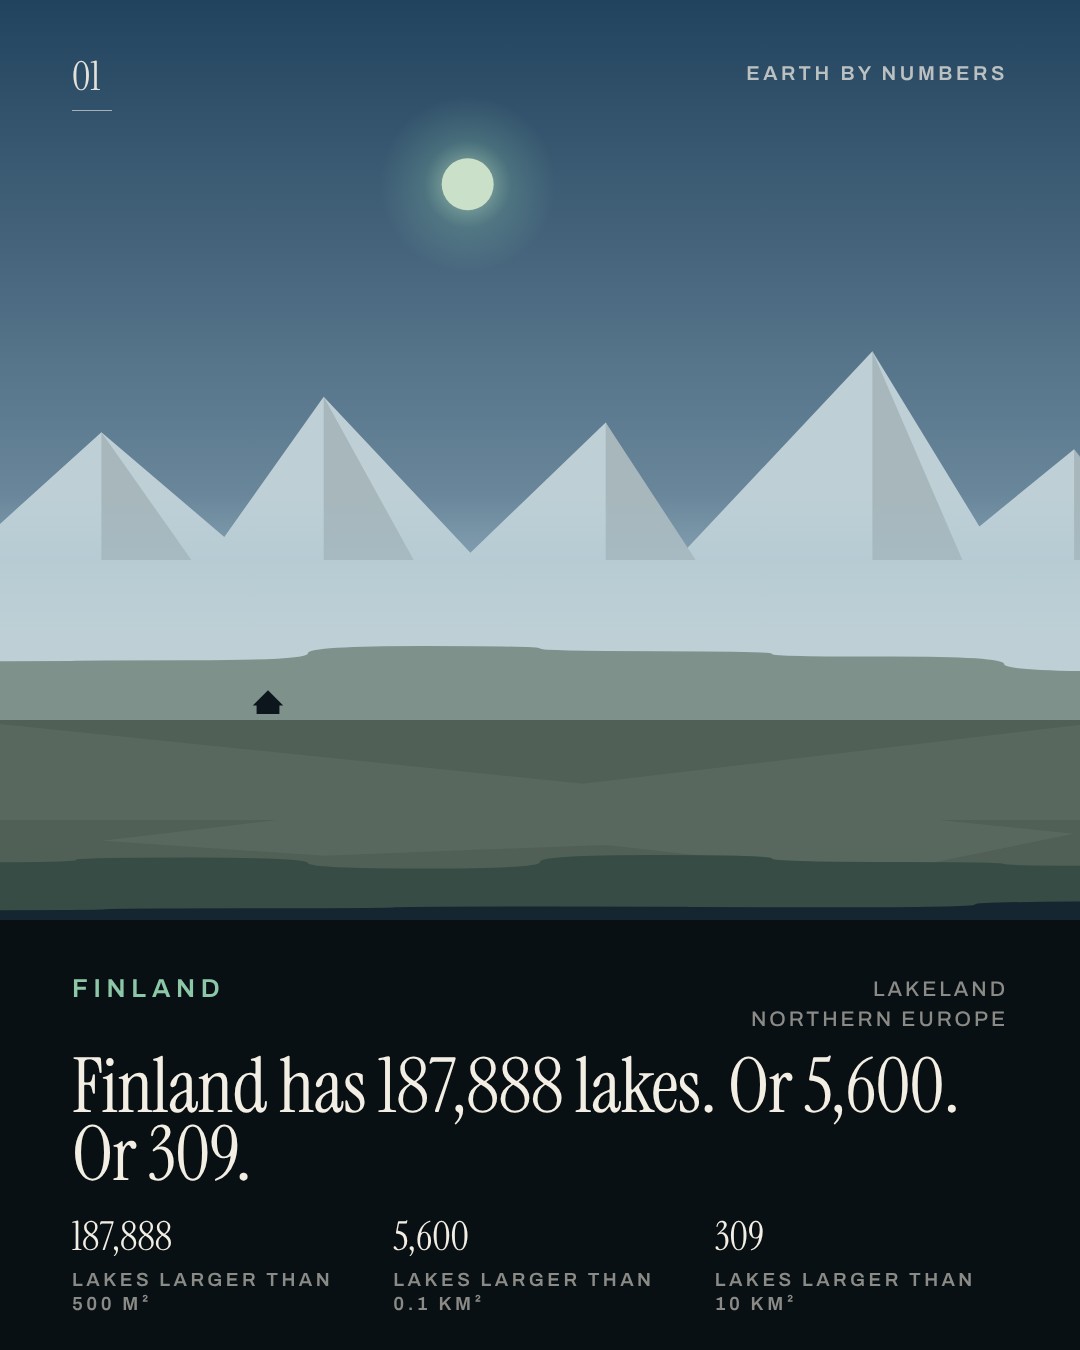 01
EARTH BY NUMBERS
FINLAND
LAKELAND
NORTHERN EUROPE
Finland has 187,888 lakes. Or 5,600.
Or 309.
187,888
LAKES LARGER THAN
500 M²
5,600
LAKES LARGER THAN
0.1 KM²
309
LAKES LARGER THAN
10 KM²